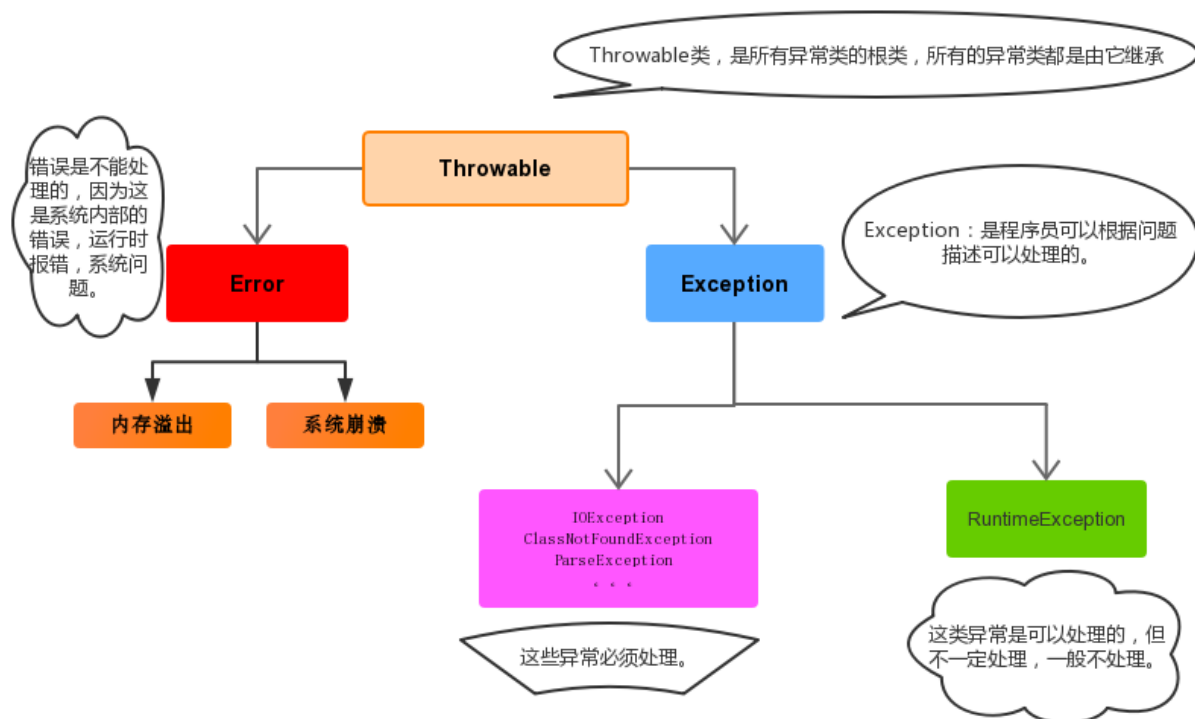 Throwable类，是所有异常类的根类，所有的异常类都是由它继承
Throwable
错误是不能处
理的，因为这
是系统内部的
错误，运行时
报错，系统问
题。
Exception：是程序员可以根据问题
描述可以处理的。
Error
Exception
内存溢出
系统崩溃
IOException
ClassNotFoundException
ParseException
。。。
RuntimeException
这些异常必须处理。
这类异常是可以处理的，但
不一定处理，一般不处理。